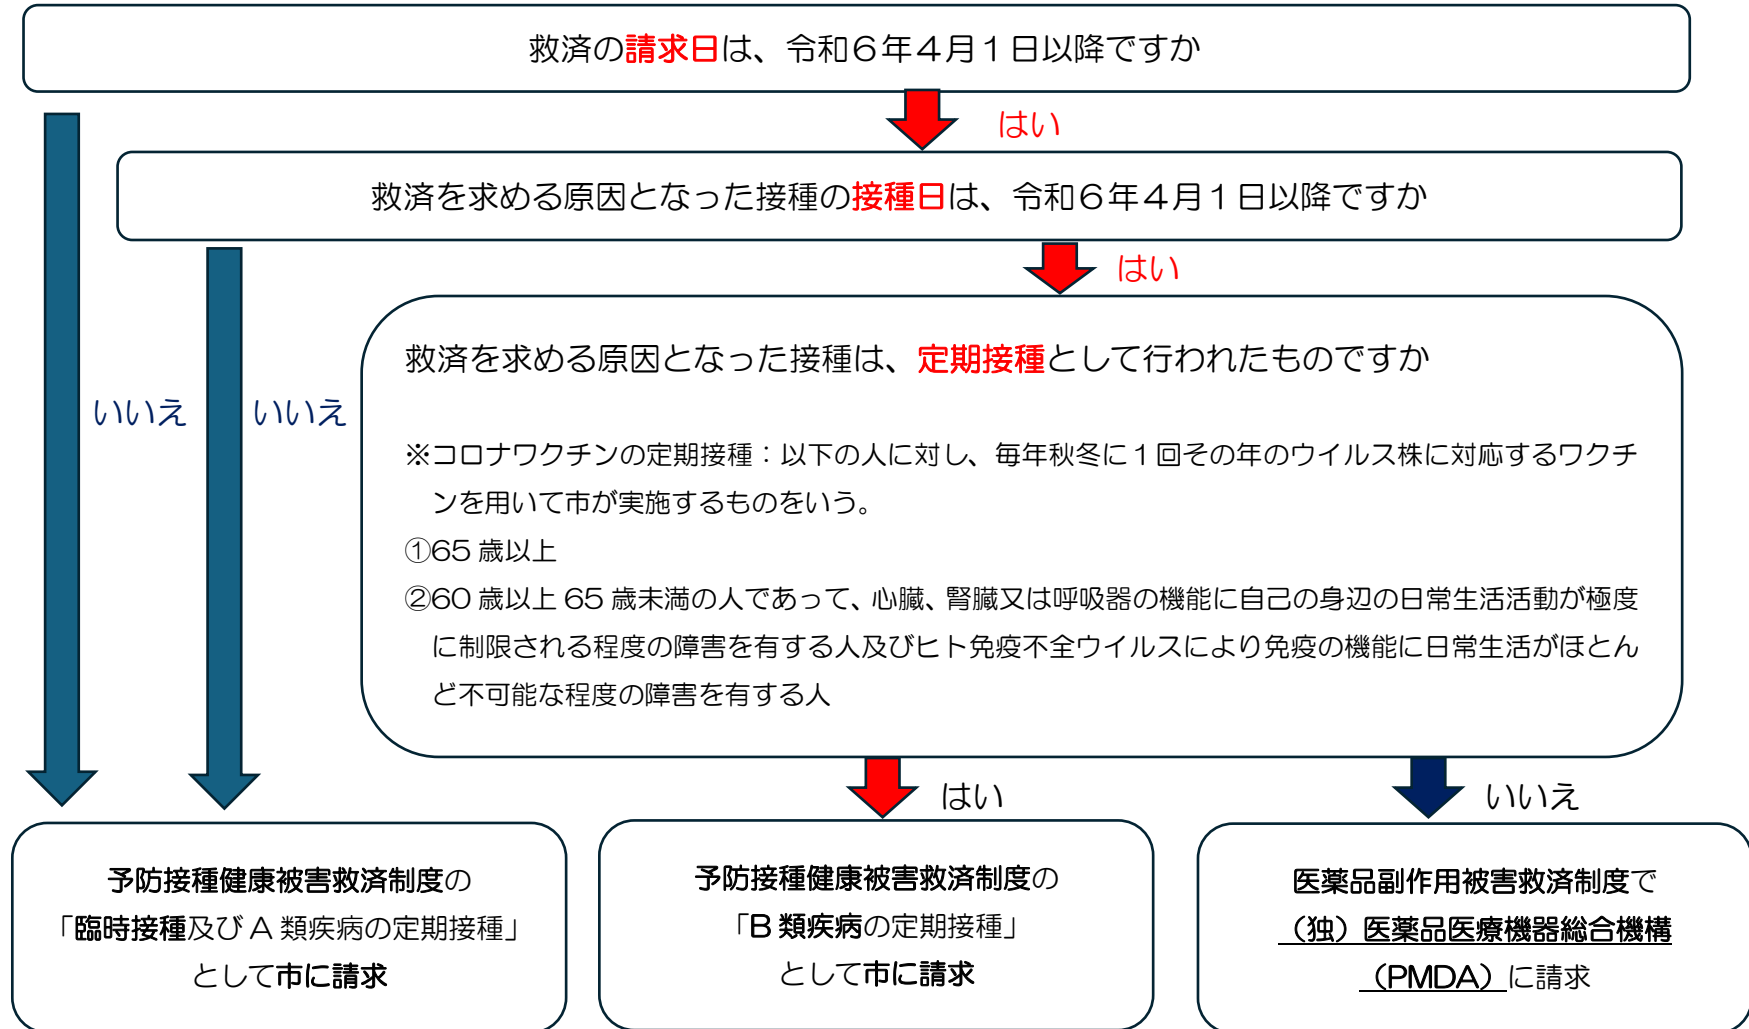 救済の請求日は、令和６年４月１日以降ですか
はい
救済を求める原因となった接種の接種日は、令和６年４月１日以降ですか
はい
救済を求める原因となった接種は、定期接種として行われたものですか
いいえ
いいえ
※コロナワクチンの定期接種：以下の人に対し、毎年秋冬に１回その年のウイルス株に対応するワクチ
ンを用いて市が実施するものをいう。
①65 歳以上
②60 歳以上 65 歳未満の人であって、心臓、腎臓又は呼吸器の機能に自己の身辺の日常生活活動が極度
に制限される程度の障害を有する人及びヒト免疫不全ウイルスにより免疫の機能に日常生活がほとん
ど不可能な程度の障害を有する人
はい
いいえ
予防接種健康被害救済制度の
「臨時接種及び A 類疾病の定期接種」
として市に請求
予防接種健康被害救済制度の
「B 類疾病の定期接種」
として市に請求
医薬品副作用被害救済制度で
（独）医薬品医療機器総合機構
（PMDA）に請求